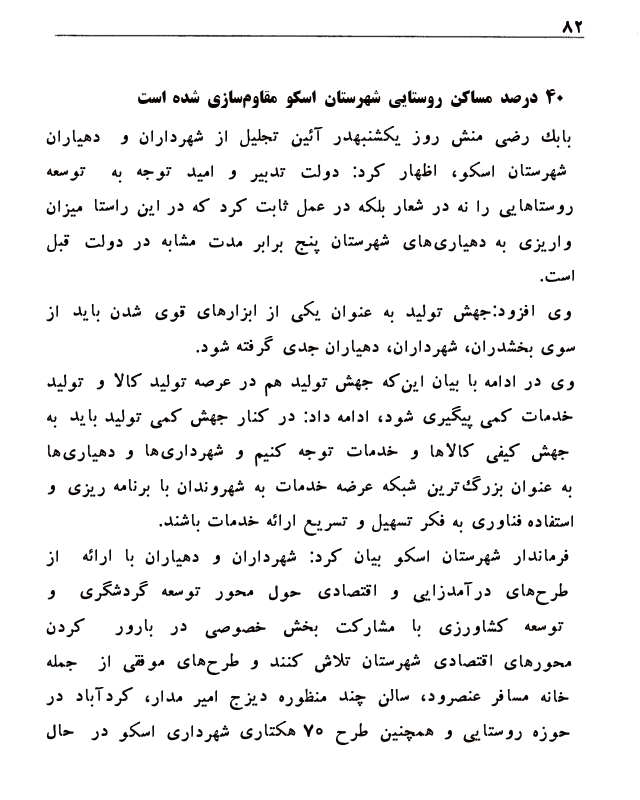 ۸۲
۴۰ درصد مساکن روستایی شهرستان اسکو مقاوم‌سازی شده است
بابك رضی منش روز یکشنبهدر آئین تجلیل از شهرداران و دهیاران
شهرستان اسکو، اظهار کرد: دولت تدبیر و امید توجه به توسعه
روستاهایی را نه در شعار بلکه در عمل ثابت کرد که در این راستا میزان
واریزی به دهیاری‌های شهرستان پنج برابر مدت مشابه در دولت قبل
است.
وی افزود:جهش تولید به عنوان یکی از ابزارهای قوی شدن باید از
سوی بخشدران، شهرداران، دهیاران جدی گرفته شود.
وی در ادامه با بیان این‌که جهش تولید هم در عرصه تولید کالا و تولید
خدمات کمی پیگیری شود، ادامه داد: در کنار جهش کمی تولید باید به
جهش کیفی کالاها و خدمات توجه کنیم و شهرداری‌ها و دهیاری‌ها
به عنوان بزرگ‌ترین شبکه عرضه خدمات به شهروندان با برنامه ریزی و
استفاده فناوری به فکر تسهیل و تسریع ارائه خدمات باشند.
فرماندار شهرستان اسکو بیان کرد: شهرداران و دهیاران با ارائه از
طرح‌های درآمدزایی و اقتصادی حول محور توسعه گردشگری و
توسعه کشاورزی با مشارکت بخش خصوصی در بارور کردن
محورهای اقتصادی شهرستان تلاش کنند و طرح‌های موفقی از جمله
خانه مسافر عنصرود، سالن چند منظوره دیزج امیر مدار، کردآباد در
حوزه روستایی و همچنین طرح ۷۰ هکتاری شهرداری اسکو در حال